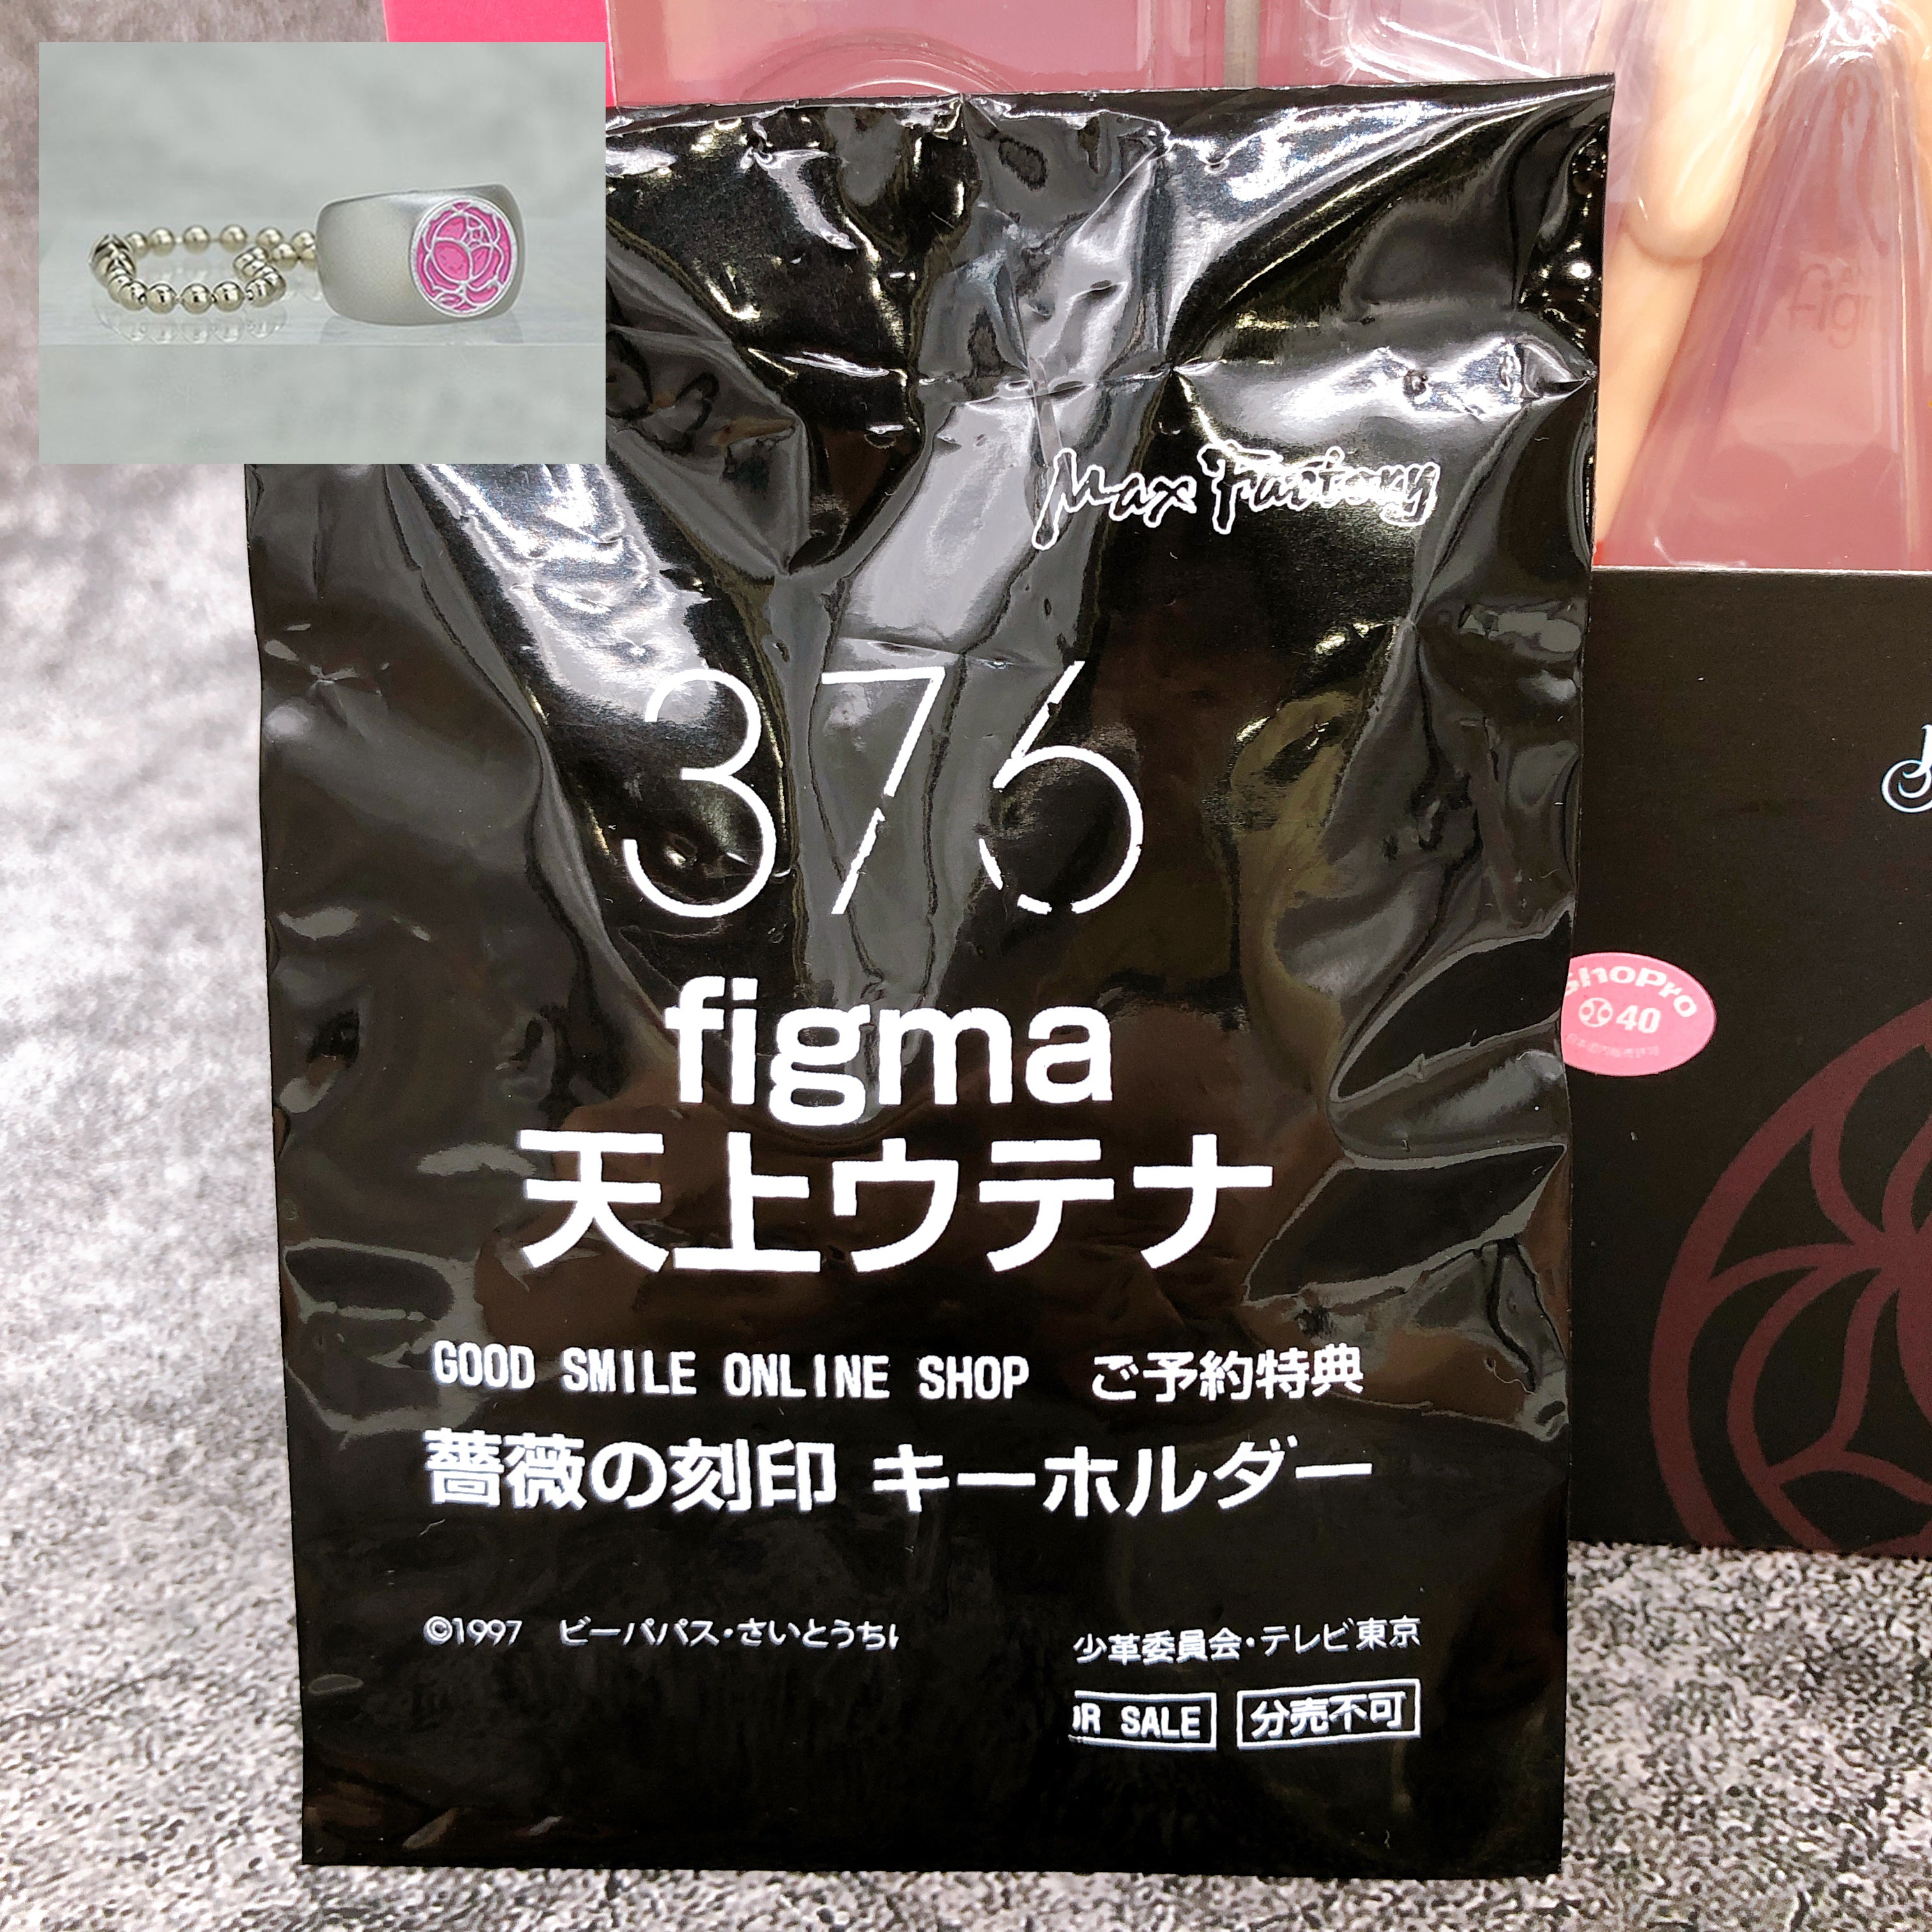 Max Factory
376
figma
天上ウテナ
GOOD SMILE ONLINE SHOP ご予約特典
薔薇の刻印 キーホルダー
©1997 ビーパパス・さいとうち
少革委員会・テレビ東京
SALE 分売不可
ShoPro
40